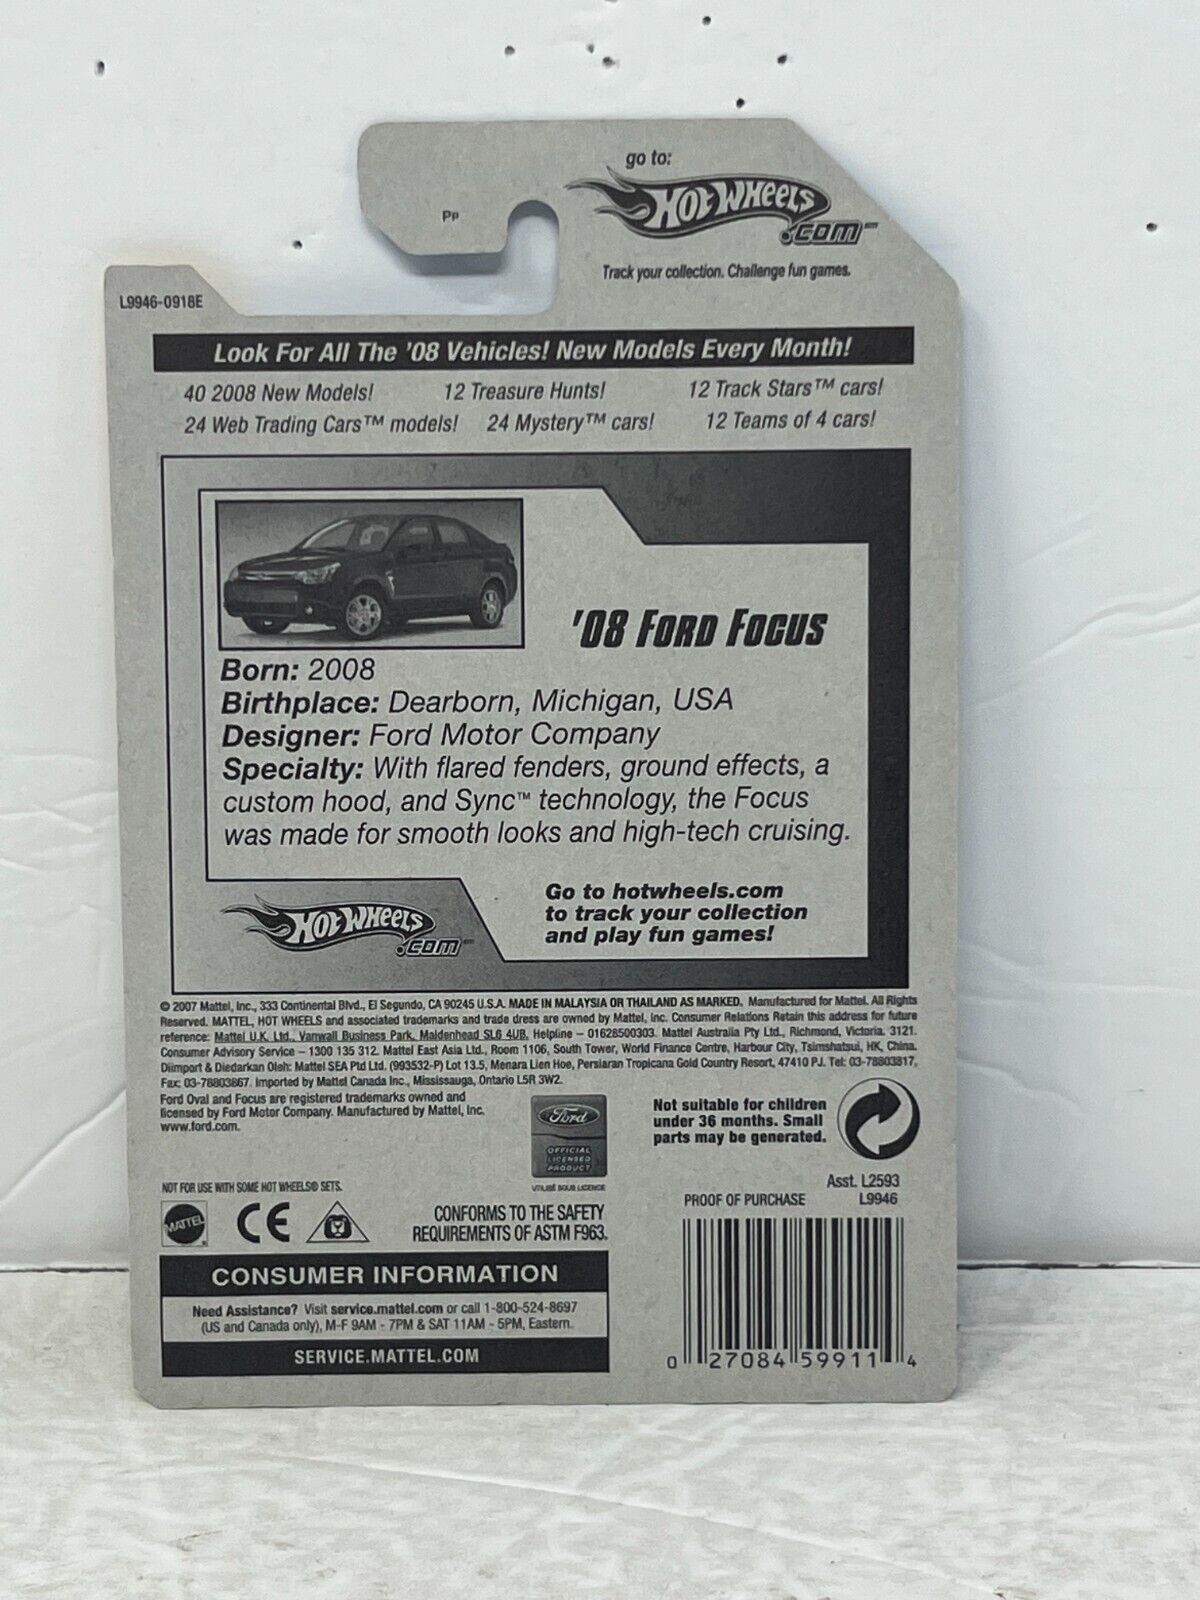 go to:
HOT WHEELS
.COM™
Pp
Track your collection. Challenge fun games.
L9946-0918E
Look For All The '08 Vehicles! New Models Every Month!
40 2008 New Models! 12 Treasure Hunts! 12 Track Stars™ cars!
24 Web Trading Cars™ models! 24 Mystery™ cars! 12 Teams of 4 cars!
'08 FORD FOCUS
Born: 2008
Birthplace: Dearborn, Michigan, USA
Designer: Ford Motor Company
Specialty: With flared fenders, ground effects, a
custom hood, and Sync™ technology, the Focus
was made for smooth looks and high-tech cruising.
HOT WHEELS
.COM™
Go to hotwheels.com
to track your collection
and play fun games!
© 2007 Mattel, Inc., 333 Continental Blvd., El Segundo, CA 90245 U.S.A. MADE IN MALAYSIA OR THAILAND AS MARKED. Manufactured for Mattel. All Rights
Reserved. MATTEL, HOT WHEELS and associated trademarks and trade dress are owned by Mattel, Inc. Consumer Relations Retain this address for future
reference: Mattel U.K. Ltd., Vanwall Business Park, Maidenhead SL6 4UB. Helpline – 01628500303. Mattel Australia Pty Ltd., Richmond, Victoria. 3121.
Consumer Advisory Service – 1300 135 312. Mattel East Asia Ltd., Room 1106, South Tower, World Finance Centre, Harbour City, Tsimshatsui, HK, China.
Diimport & Diedarkan Oleh: Mattel SEA Ptd Ltd. (993532-P) Lot 13.5, Menara Lien Hoe, Persiaran Tropicana Gold Country Resort, 47410 PJ. Tel: 03-78803817,
Fax: 03-78803867. Imported by Mattel Canada Inc., Mississauga, Ontario L5R 3W2.
Ford Oval and Focus are registered trademarks owned and
licensed by Ford Motor Company. Manufactured by Mattel, Inc.
www.ford.com.
Ford
OFFICIAL
LICENSED
PRODUCT
UTILISÉ SOUS LICENCE
Not suitable for children
under 36 months. Small
parts may be generated.
NOT FOR USE WITH SOME HOT WHEELS® SETS.
Asst. L2593
PROOF OF PURCHASE L9946
MATTEL
CE
CONFORMS TO THE SAFETY
REQUIREMENTS OF ASTM F963.
CONSUMER INFORMATION
Need Assistance? Visit service.mattel.com or call 1-800-524-8697
(US and Canada only), M-F 9AM - 7PM & SAT 11AM - 5PM, Eastern.
SERVICE.MATTEL.COM
0 27084 59911 4